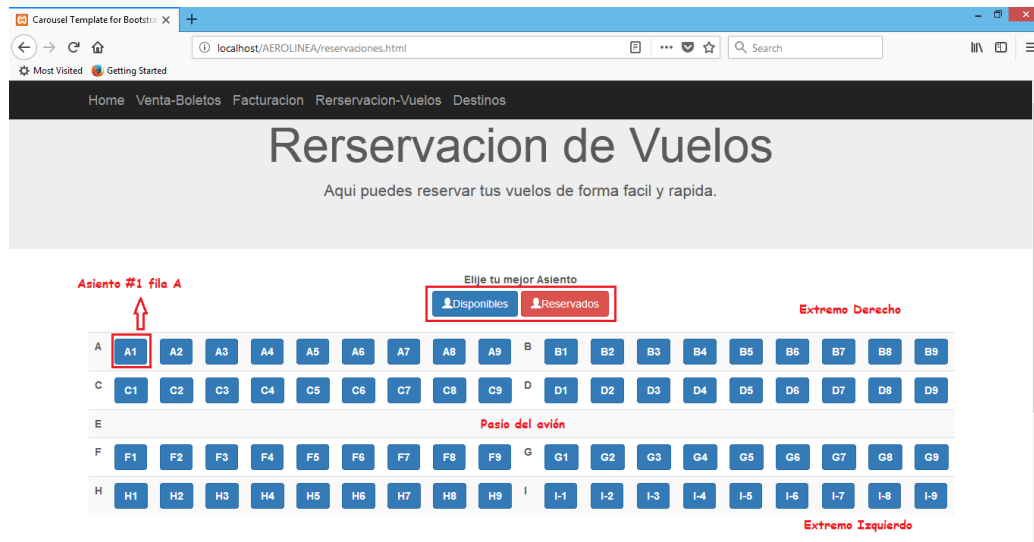 Carousel Template for Bootstra
localhost/AEROLINEA/reservaciones.html
Search
Most Visited
Getting Started
Home Venta-Boletos Facturacion Rerservacion-Vuelos Destinos
Rerservacion de Vuelos
Aqui puedes reservar tus vuelos de forma facil y rapida.
Asiento #1 fila A
Elije tu mejor Asiento
Disponibles Reservados
Extremo Derecho
A A1 A2 A3 A4 A5 A6 A7 A8 A9 B B1 B2 B3 B4 B5 B6 B7 B8 B9
C C1 C2 C3 C4 C5 C6 C7 C8 C9 D D1 D2 D3 D4 D5 D6 D7 D8 D9
E Pasio del avión
F F1 F2 F3 F4 F5 F6 F7 F8 F9 G G1 G2 G3 G4 G5 G6 G7 G8 G9
H H1 H2 H3 H4 H5 H6 H7 H8 H9 I I-1 I-2 I-3 I-4 I-5 I-6 I-7 I-8 I-9
Extremo Izquierdo